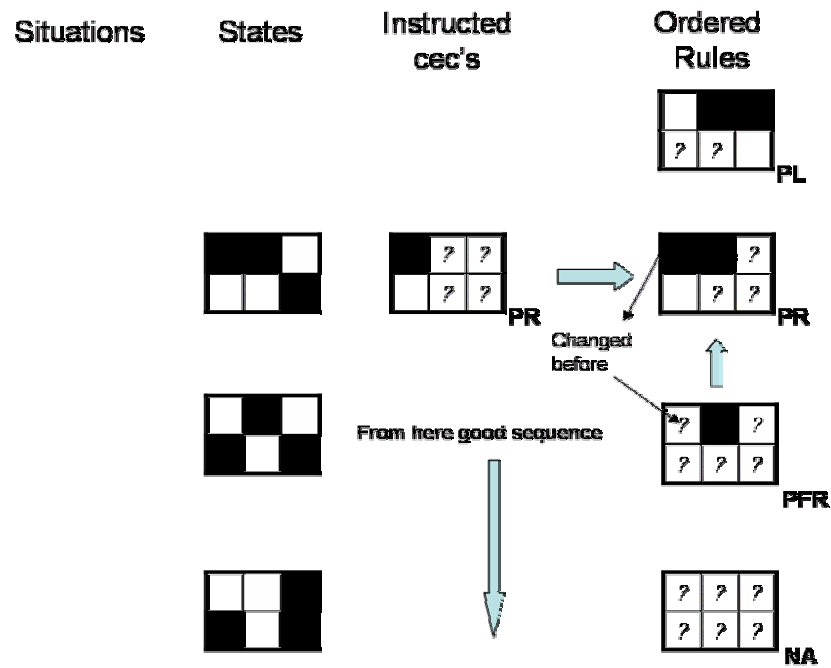 Situations States Instructed cec's Ordered Rules
? ? PL
? ? PR
? ?
? PR
? ?
Changed before
From here good sequence
? ?
? ? ? PFR
? ? ?
? ? ? NA